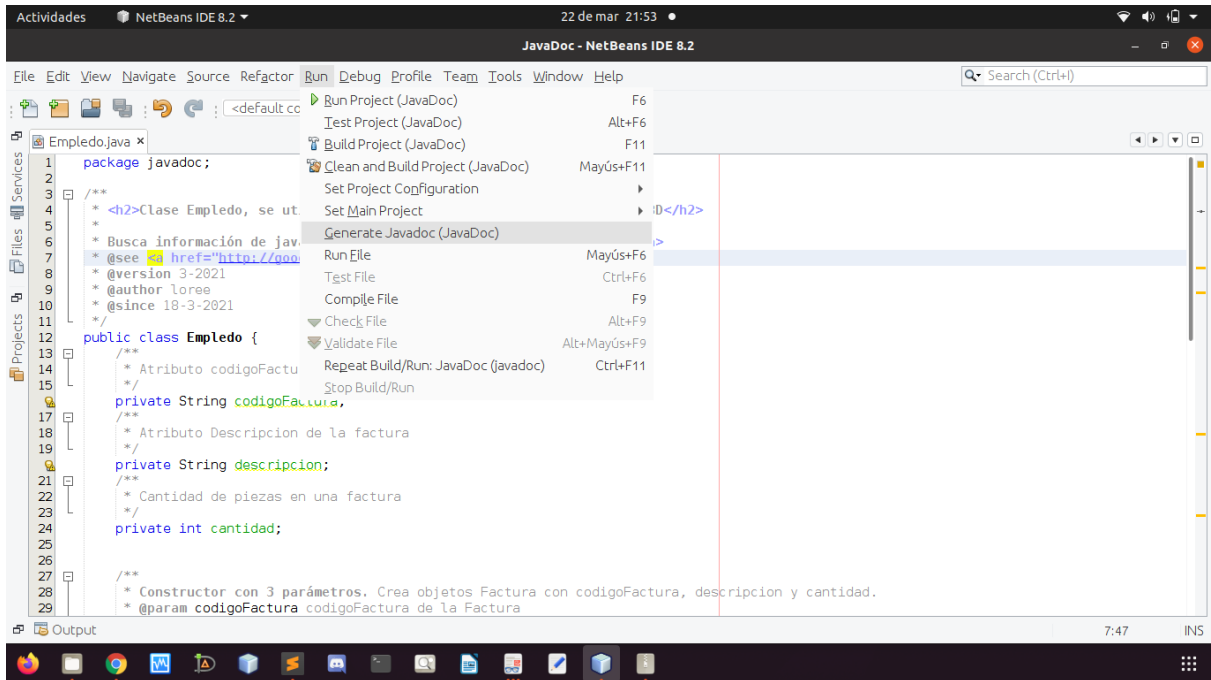 Actividades NetBeans IDE 8.2 22 de mar 21:53
JavaDoc - NetBeans IDE 8.2
File Edit View Navigate Source Refactor Run Debug Profile Team Tools Window Help Search (Ctrl+I)
<default co
Run Project (JavaDoc) F6
Test Project (JavaDoc) Alt+F6
Build Project (JavaDoc) F11
Clean and Build Project (JavaDoc) Mayús+F11
Set Project Configuration
Set Main Project
Generate Javadoc (JavaDoc)
Run File Mayús+F6
Test File Ctrl+F6
Compile File F9
Check File Alt+F9
Validate File Alt+Mayús+F9
Repeat Build/Run: JavaDoc (javadoc) Ctrl+F11
Stop Build/Run
Services
Files
Projects
Empledo.java
1 package javadoc;
2
3 /**
4 * <h2>Clase Empledo, se ut D</h2>
5 *
6 * Busca información de jav >
7 * @see <a href="http://goo
8 * @version 3-2021
9 * @author loree
10 * @since 18-3-2021
11 */
12 public class Empledo {
13 /**
14 * Atributo codigoFactu
15 */
private String codigoFactura;
17 /**
18 * Atributo Descripcion de la factura
19 */
private String descripcion;
21 /**
22 * Cantidad de piezas en una factura
23 */
24 private int cantidad;
25
26
27 /**
28 * Constructor con 3 parámetros. Crea objetos Factura con codigoFactura, descripcion y cantidad.
29 * @param codigoFactura codigoFactura de la Factura
Output 7:47 INS